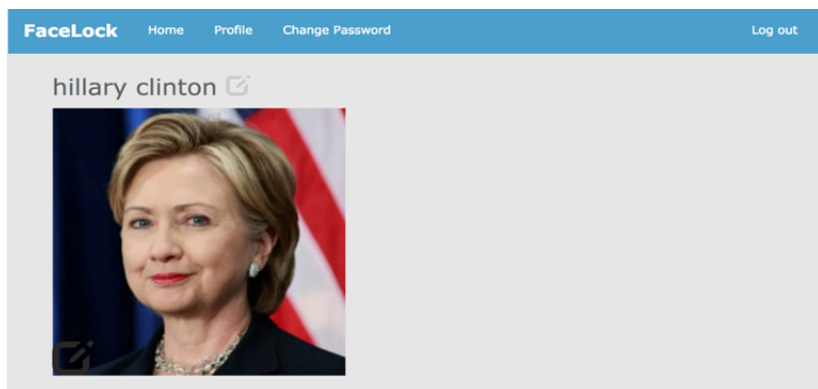 FaceLock Home Profile Change Password Log out
hillary clinton